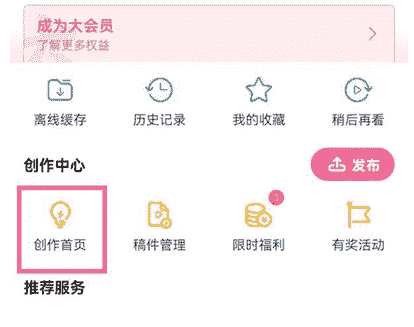 成为大会员
了解更多权益
离线缓存 历史记录 我的收藏 稍后再看
创作中心 发布
创作首页 稿件管理 限时福利 有奖活动
推荐服务